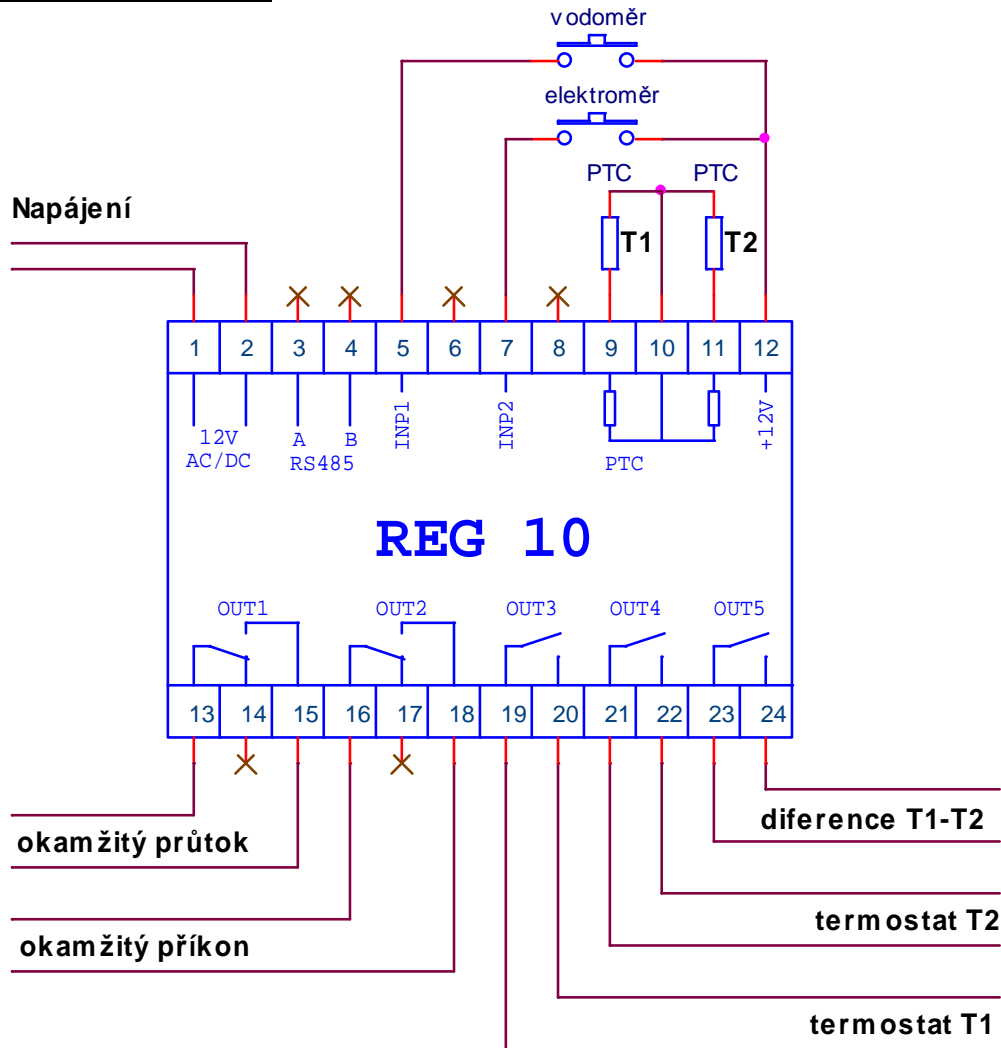 vodoměr
elektroměr
PTC PTC
Napájení
T1 T2
1 2 3 4 5 6 7 8 9 10 11 12
12V AC/DC
A B
RS485
INP1
INP2
PTC
+12V
REG 10
OUT1 OUT2 OUT3 OUT4 OUT5
13 14 15 16 17 18 19 20 21 22 23 24
diference T1-T2
okamžitý průtok
termostat T2
okamžitý příkon
termostat T1